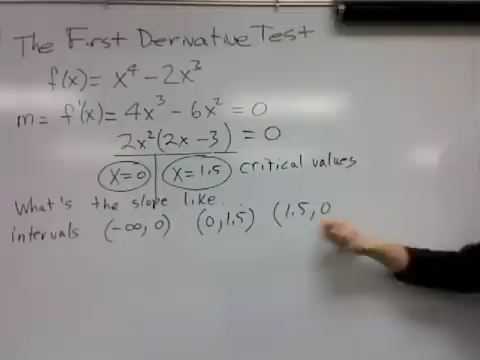 The First Derivative Test
f(x) = x⁴ - 2x³
m = f'(x) = 4x³ - 6x² = 0
2x²(2x - 3) = 0
x = 0 x = 1.5 critical values
What's the slope like.
intervals (-∞, 0) (0, 1.5) (1.5, 0